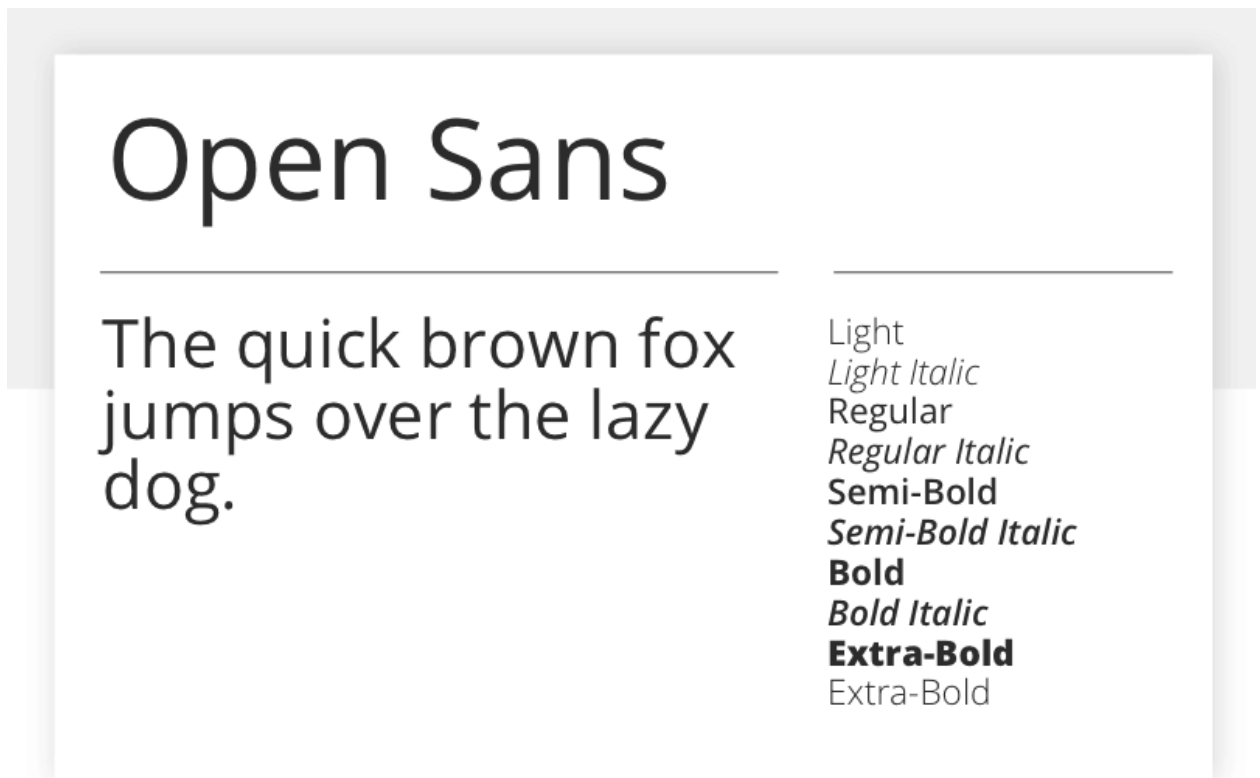 Open Sans
The quick brown fox
jumps over the lazy
dog.
Light
Light Italic
Regular
Regular Italic
Semi-Bold
Semi-Bold Italic
Bold
Bold Italic
Extra-Bold
Extra-Bold